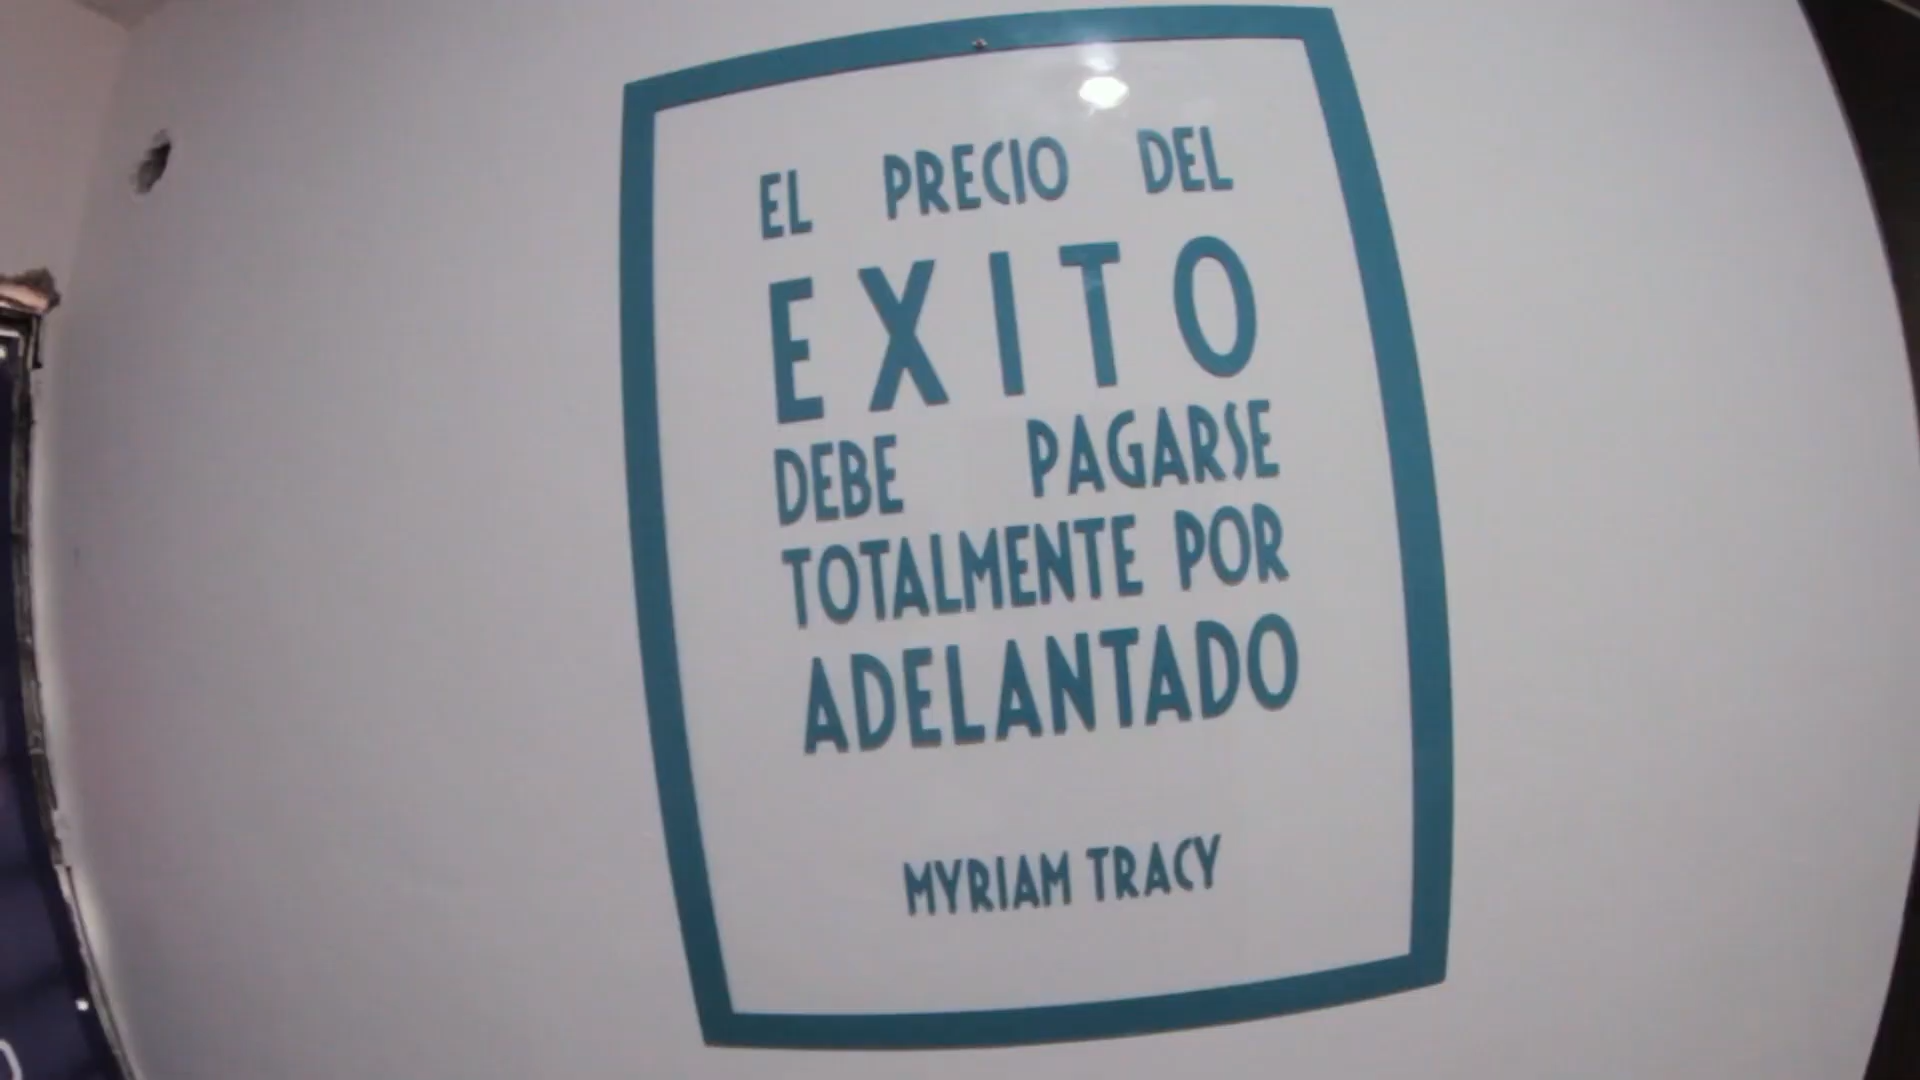 EL PRECIO DEL
EXITO
DEBE PAGARSE
TOTALMENTE POR
ADELANTADO
MYRIAM TRACY